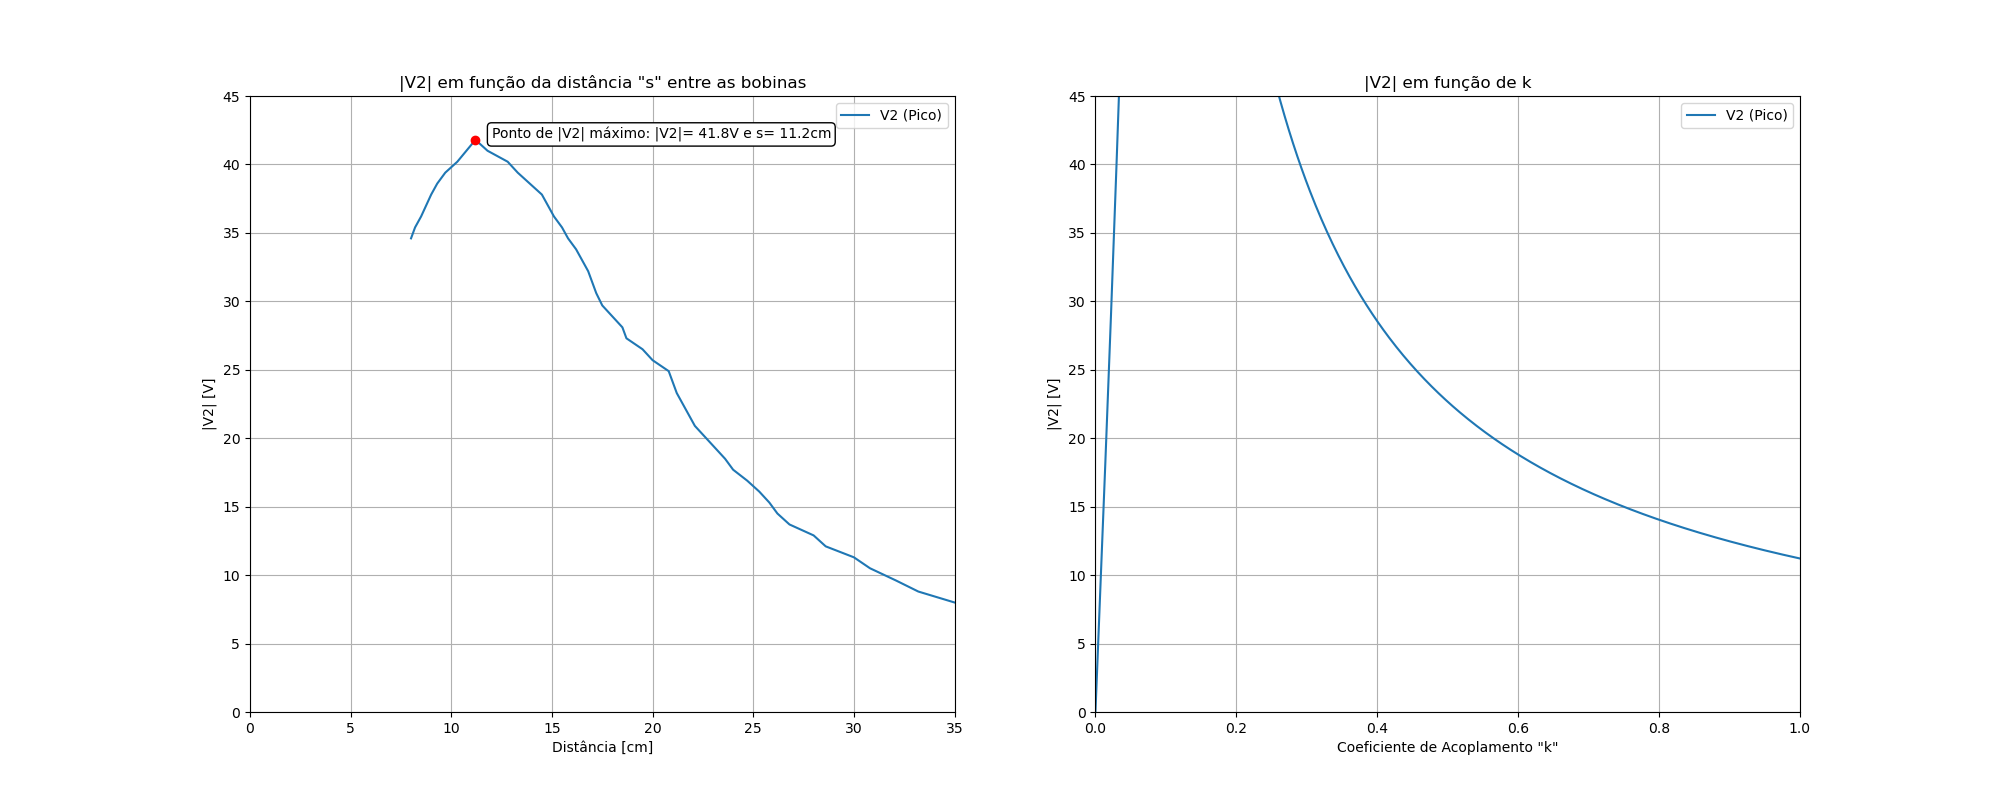 |V2| em função da distância "s" entre as bobinas
V2 (Pico)
Ponto de |V2| máximo: |V2|= 41.8V e s= 11.2cm
|V2| [V]
45
40
35
30
25
20
15
10
5
0
0 5 10 15 20 25 30 35
Distância [cm]
|V2| em função de k
V2 (Pico)
|V2| [V]
45
40
35
30
25
20
15
10
5
0
0.0 0.2 0.4 0.6 0.8 1.0
Coeficiente de Acoplamento "k"